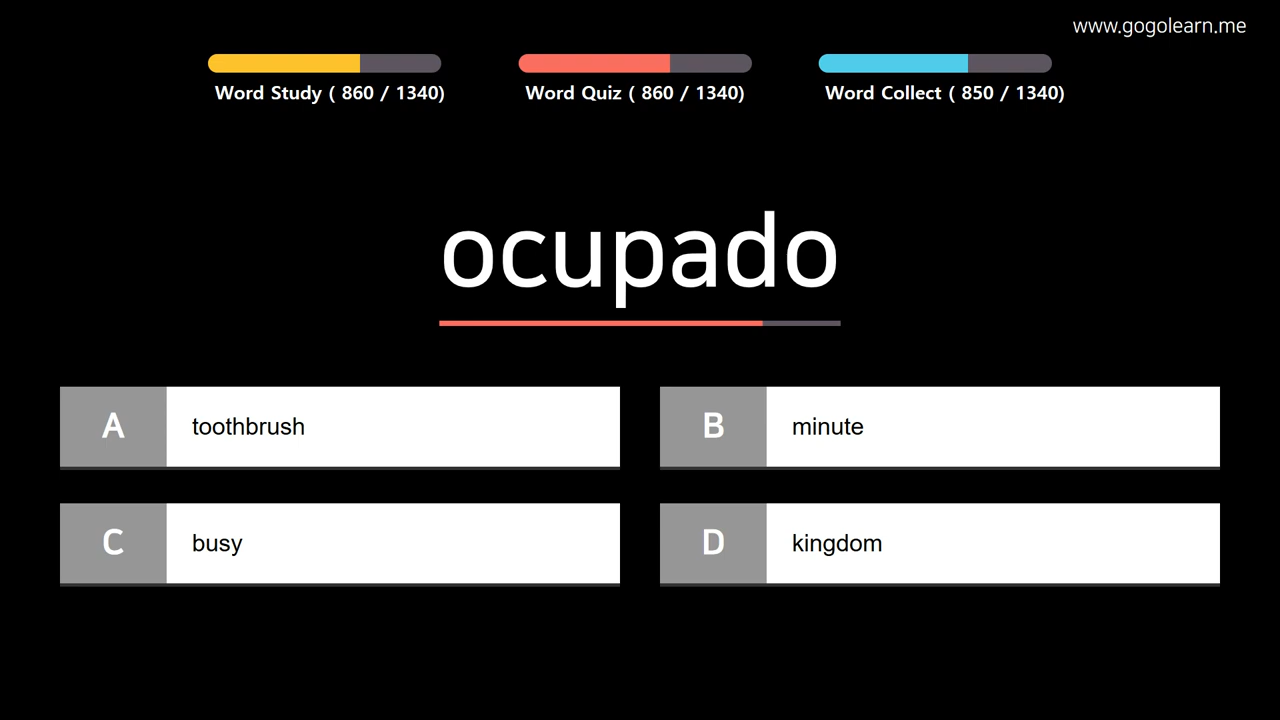 www.gogolearn.me
Word Study ( 860 / 1340)
Word Quiz ( 860 / 1340)
Word Collect ( 850 / 1340)
ocupado
A toothbrush
B minute
C busy
D kingdom